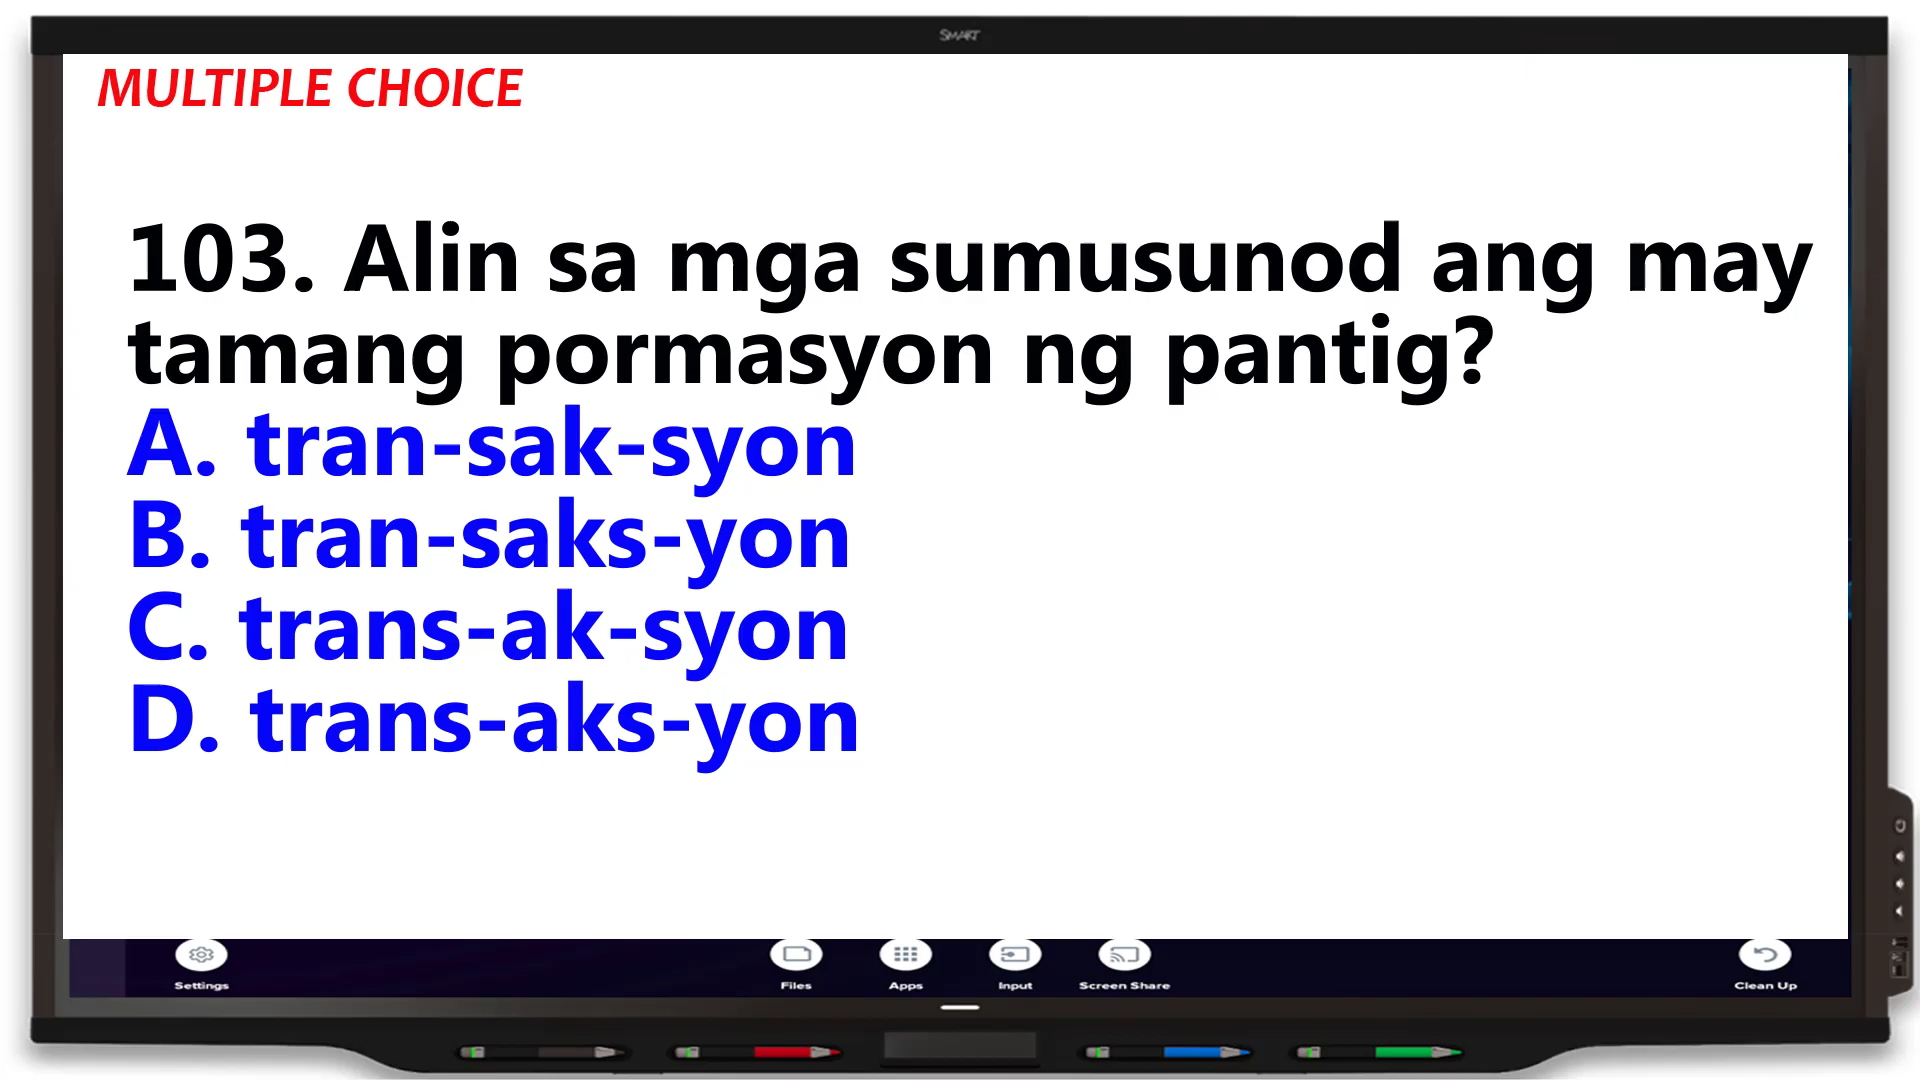 SMART
MULTIPLE CHOICE
103. Alin sa mga sumusunod ang may
tamang pormasyon ng pantig?
A. tran-sak-syon
B. tran-saks-yon
C. trans-ak-syon
D. trans-aks-yon
Settings
Files
Apps
Input
Screen Share
Clean Up